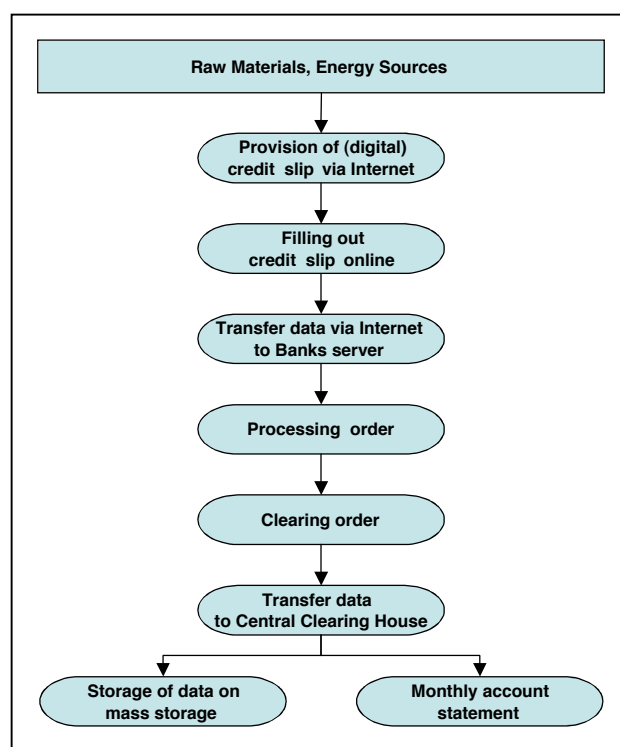 Raw Materials, Energy Sources
Provision of (digital)
credit slip via Internet
Filling out
credit slip online
Transfer data via Internet
to Banks server
Processing order
Clearing order
Transfer data
to Central Clearing House
Storage of data on
mass storage
Monthly account
statement